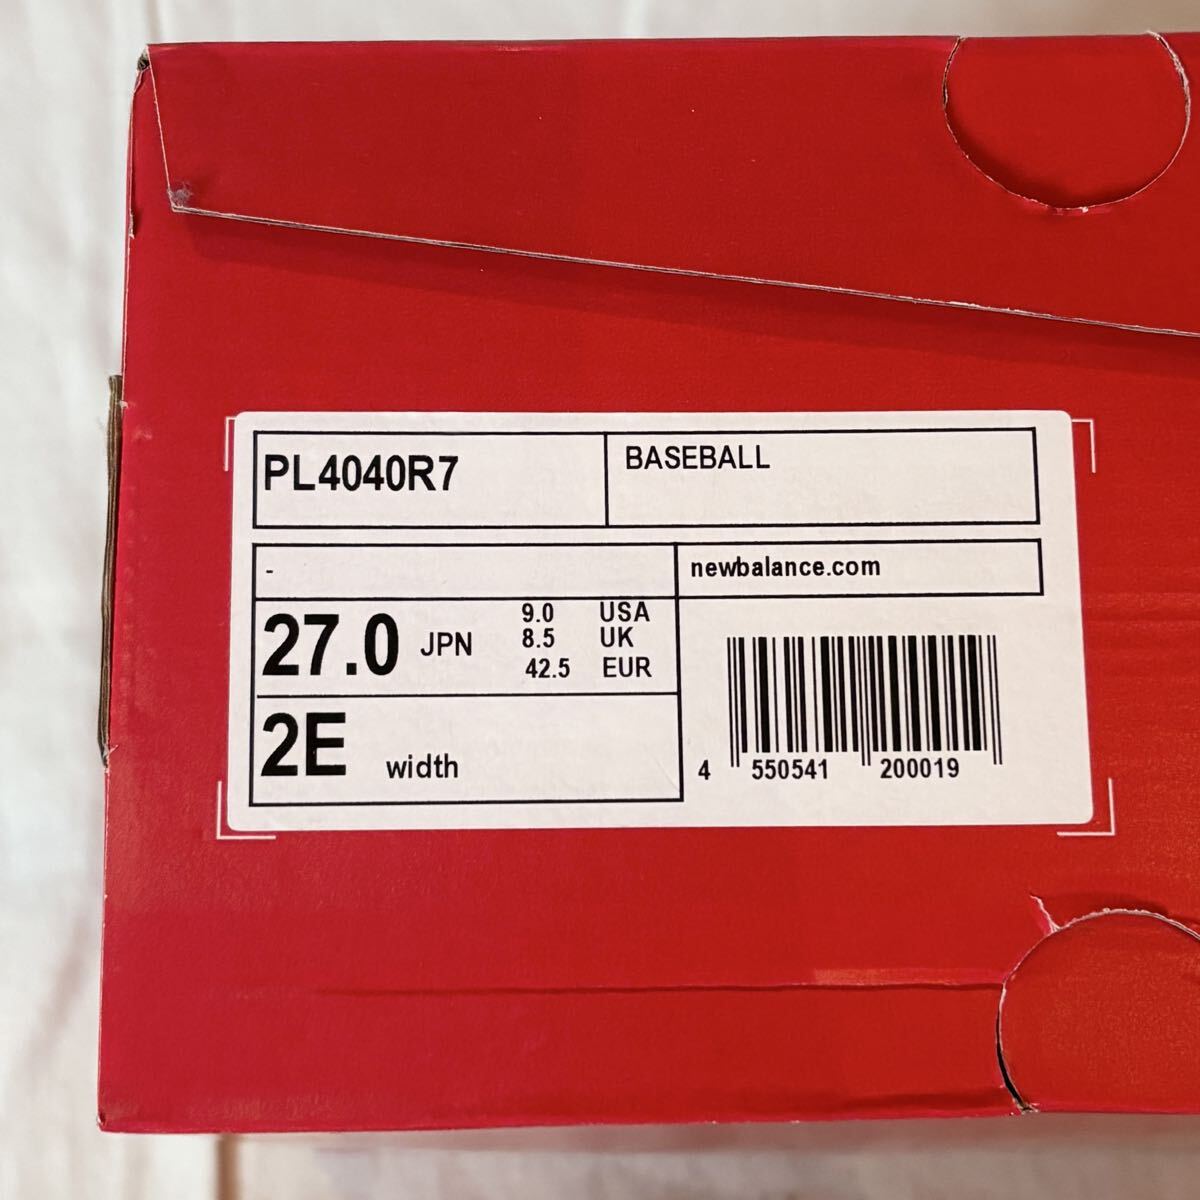 PL4040R7
BASEBALL
-
newbalance.com
27.0 JPN
9.0 USA
8.5 UK
42.5 EUR
2E width
4 550541 200019